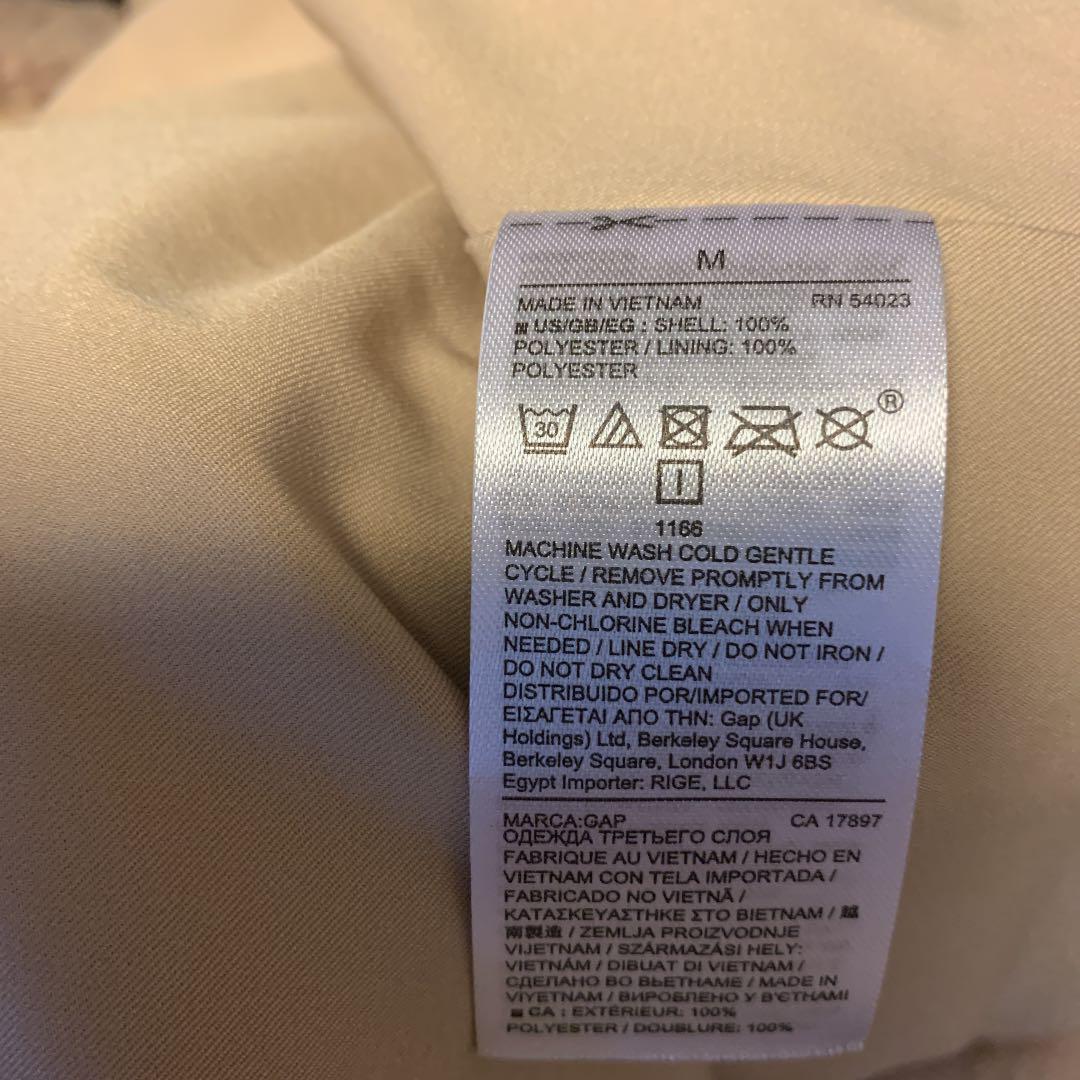 M
MADE IN VIETNAM RN 54023
US/GB/EG : SHELL: 100%
POLYESTER / LINING: 100%
POLYESTER
30
®
1166
MACHINE WASH COLD GENTLE
CYCLE / REMOVE PROMPTLY FROM
WASHER AND DRYER / ONLY
NON-CHLORINE BLEACH WHEN
NEEDED / LINE DRY / DO NOT IRON /
DO NOT DRY CLEAN
DISTRIBUIDO POR/IMPORTED FOR/
ΕΙΣΑΓΕΤΑΙ ΑΠΟ ΤΗΝ: Gap (UK
Holdings) Ltd, Berkeley Square House,
Berkeley Square, London W1J 6BS
Egypt Importer: RIGE, LLC
MARCA:GAP CA 17897
ОДЕЖДА ТРЕТЬЕГО СЛОЯ
FABRIQUE AU VIETNAM / HECHO EN
VIETNAM CON TELA IMPORTADA /
FABRICADO NO VIETNÃ /
ΚΑΤΑΣΚΕΥΑΣΤΗΚΕ ΣΤΟ ΒΙΕΤΝΑΜ / 越
南製造 / ZEMLJA PROIZVODNJE
VIJETNAM / SZÁRMAZÁSI HELY:
VIETNÁM / DIBUAT DI VIETNAM /
СДЕЛАНО ВО ВЬЕТНАМЕ / MADE IN
VIYETNAM / ВИРОБЛЕНО У В'ЄТНАМІ
CA : EXTÉRIEUR: 100%
POLYESTER / DOUBLURE: 100%